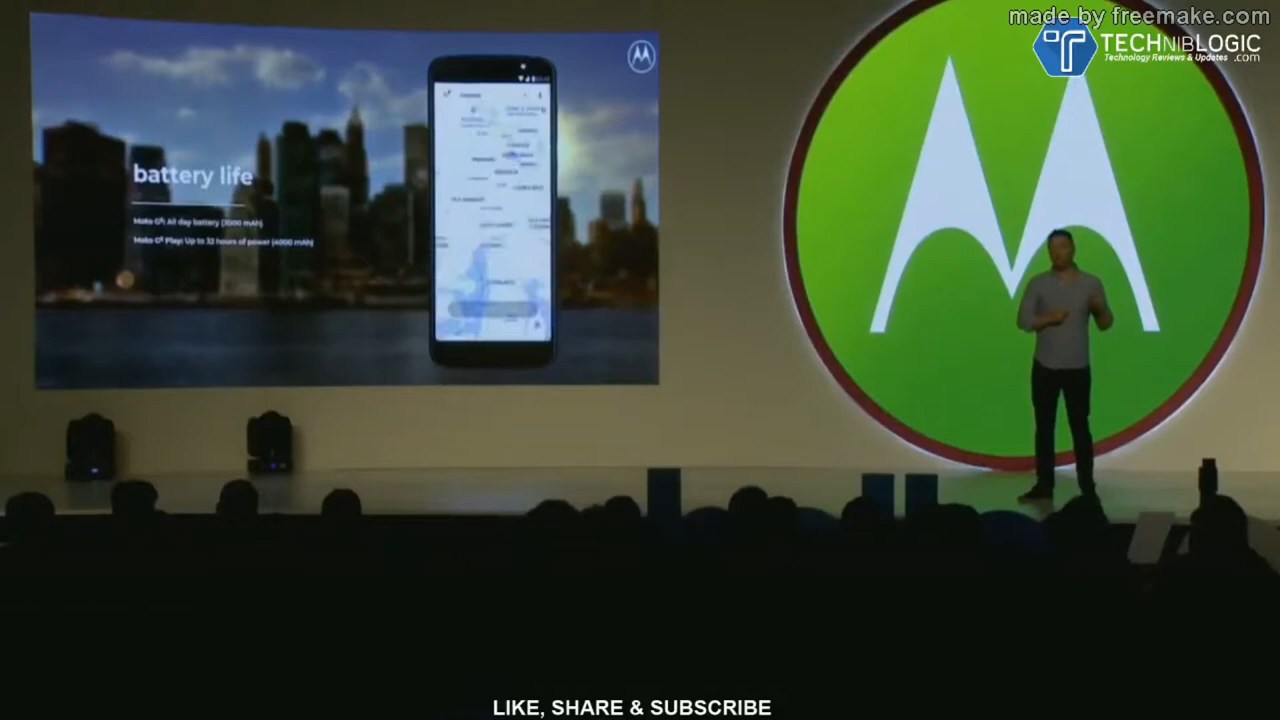 made by freemake.com
TECHNIBLOGIC
Technology Reviews & Updates .com
battery life
Moto G⁶: All day battery (3000 mAh)
Moto G⁶ Play: Up to 32 hours of power (4000 mAh)
LIKE, SHARE & SUBSCRIBE